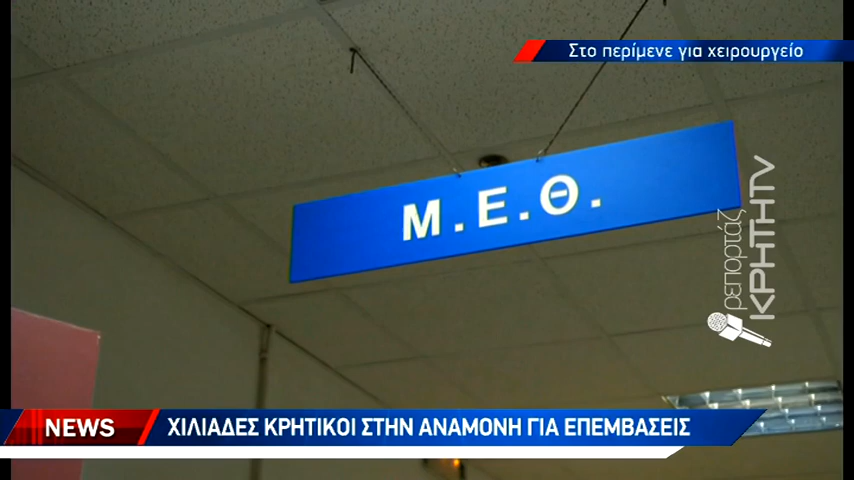 Στο περίμενε για χειρουργείο
Μ.Ε.Θ.
ρεπορτάζ
ΚΡΗΤΗTV
NEWS
ΧΙΛΙΑΔΕΣ ΚΡΗΤΙΚΟΙ ΣΤΗΝ ΑΝΑΜΟΝΗ ΓΙΑ ΕΠΕΜΒΑΣΕΙΣ